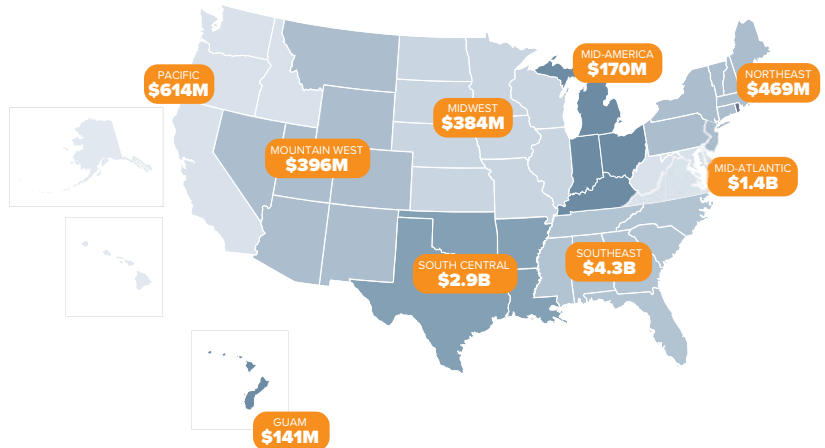 MID-AMERICA
$170M
PACIFIC
$614M
NORTHEAST
$469M
MIDWEST
$384M
MOUNTAIN WEST
$396M
MID-ATLANTIC
$1.4B
SOUTH CENTRAL
$2.9B
SOUTHEAST
$4.3B
GUAM
$141M